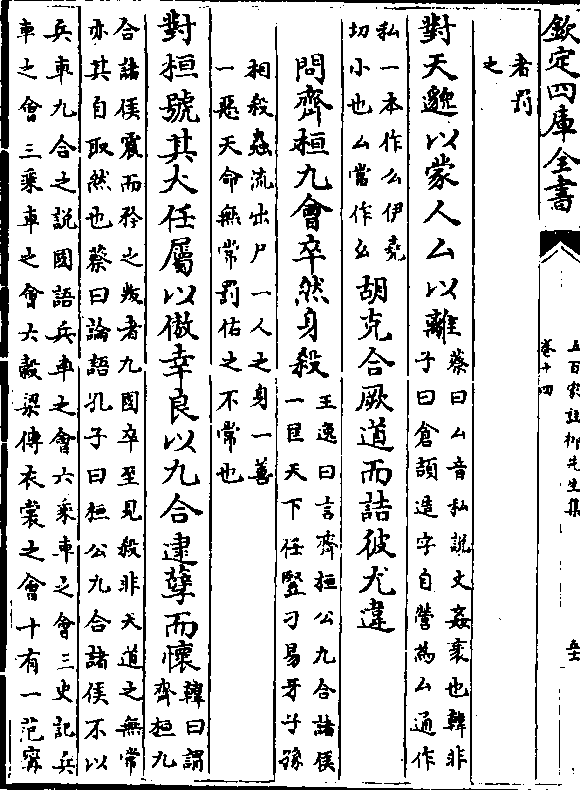 欽定四庫全書
五百家註柳先生集
卷十四
者罰
之
對天邈以蒙人厶以離
蔡曰厶音私說文姦衺也韓非
子曰倉頡造字自營為厶通作
私一本作么伊堯
切小也厶當作么
胡克合厥道而詰彼尤違
問齊桓九會卒然身殺
王逸曰言齊桓公九合諸侯
一匡天下任豎刁易牙子孫
相殺蟲流出尸一人之身一善
一惡天命無常罰佑之不常也
對桓號其大任屬以傲幸良以九合逮孽而懷
韓曰謂
齊桓九
合諸侯震而矜之叛者九國卒至見殺非天道之無常
亦其自取然也蔡曰論語孔子曰桓公九合諸侯不以
兵車九合之說國語兵車之會六乘車之會三史記兵
車之會三乘車之會六穀梁傳衣裳之會十有一范甯